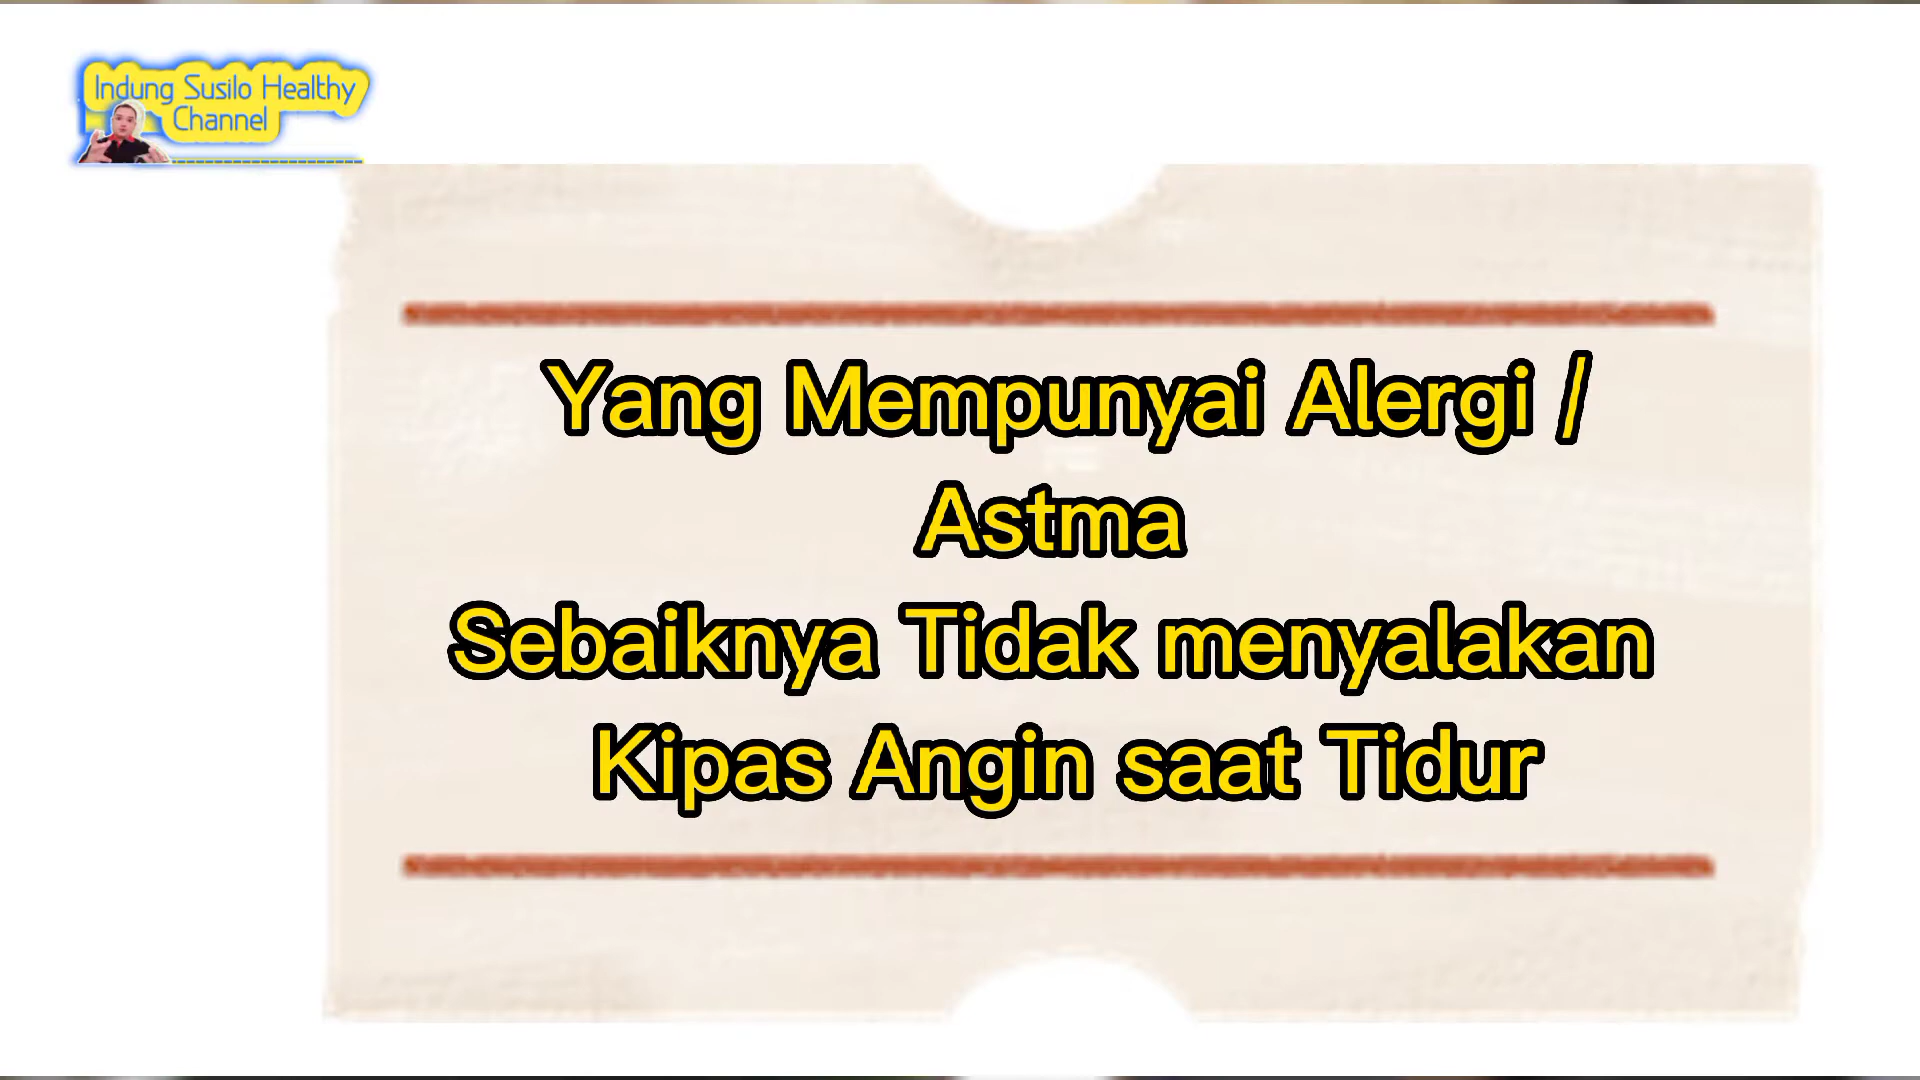 Indung Susilo Healthy
Channel
Yang Mempunyai Alergi /
Astma
Sebaiknya Tidak menyalakan
Kipas Angin saat Tidur